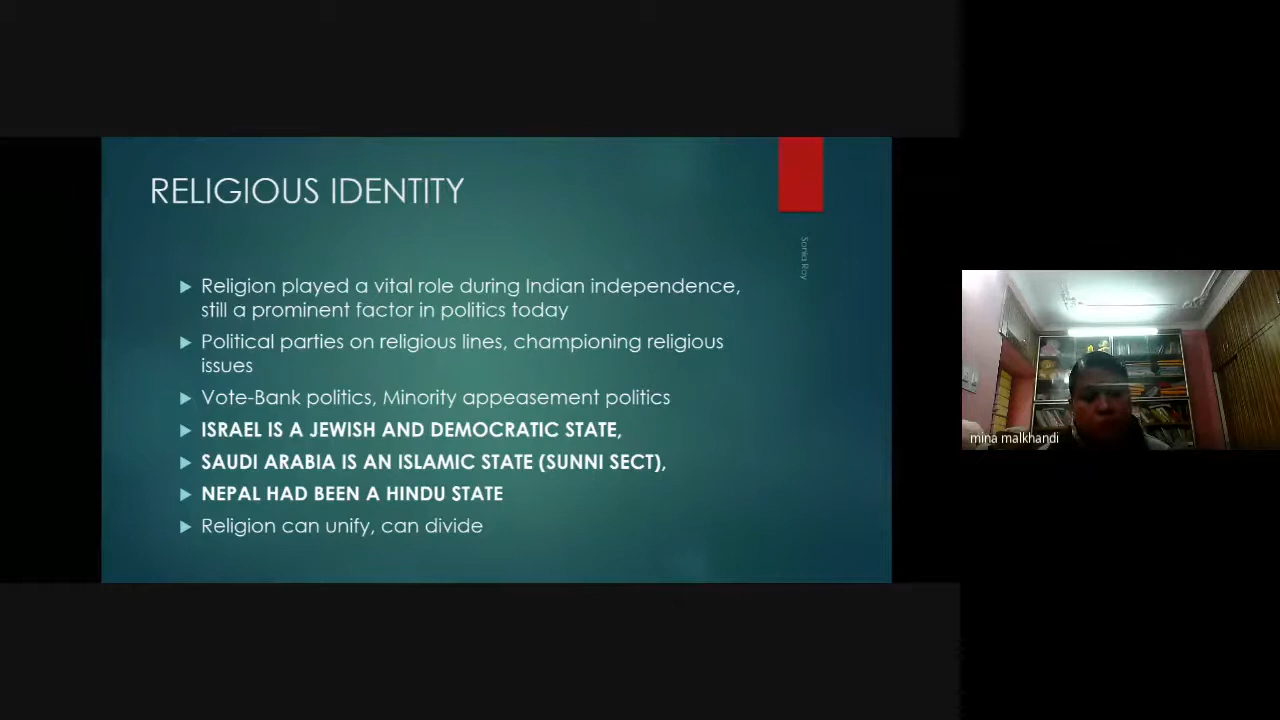 RELIGIOUS IDENTITY
Sonia Roy
Religion played a vital role during Indian independence,
still a prominent factor in politics today
Political parties on religious lines, championing religious
issues
Vote-Bank politics, Minority appeasement politics
ISRAEL IS A JEWISH AND DEMOCRATIC STATE,
SAUDI ARABIA IS AN ISLAMIC STATE (SUNNI SECT),
NEPAL HAD BEEN A HINDU STATE
Religion can unify, can divide
mina malkhandi